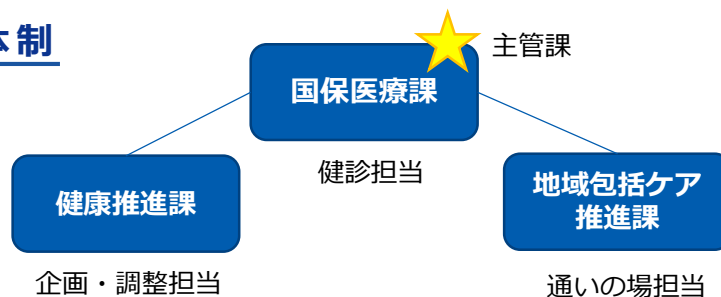 体制
主管課
国保医療課
健診担当
健康推進課
企画・調整担当
地域包括ケア
推進課
通いの場担当